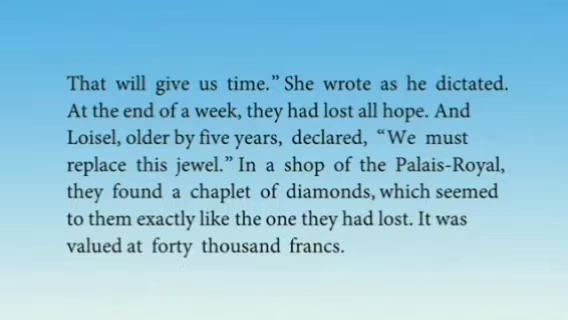 That will give us time.” She wrote as he dictated.
At the end of a week, they had lost all hope. And
Loisel, older by five years, declared, “We must
replace this jewel.” In a shop of the Palais-Royal,
they found a chaplet of diamonds, which seemed
to them exactly like the one they had lost. It was
valued at forty thousand francs.